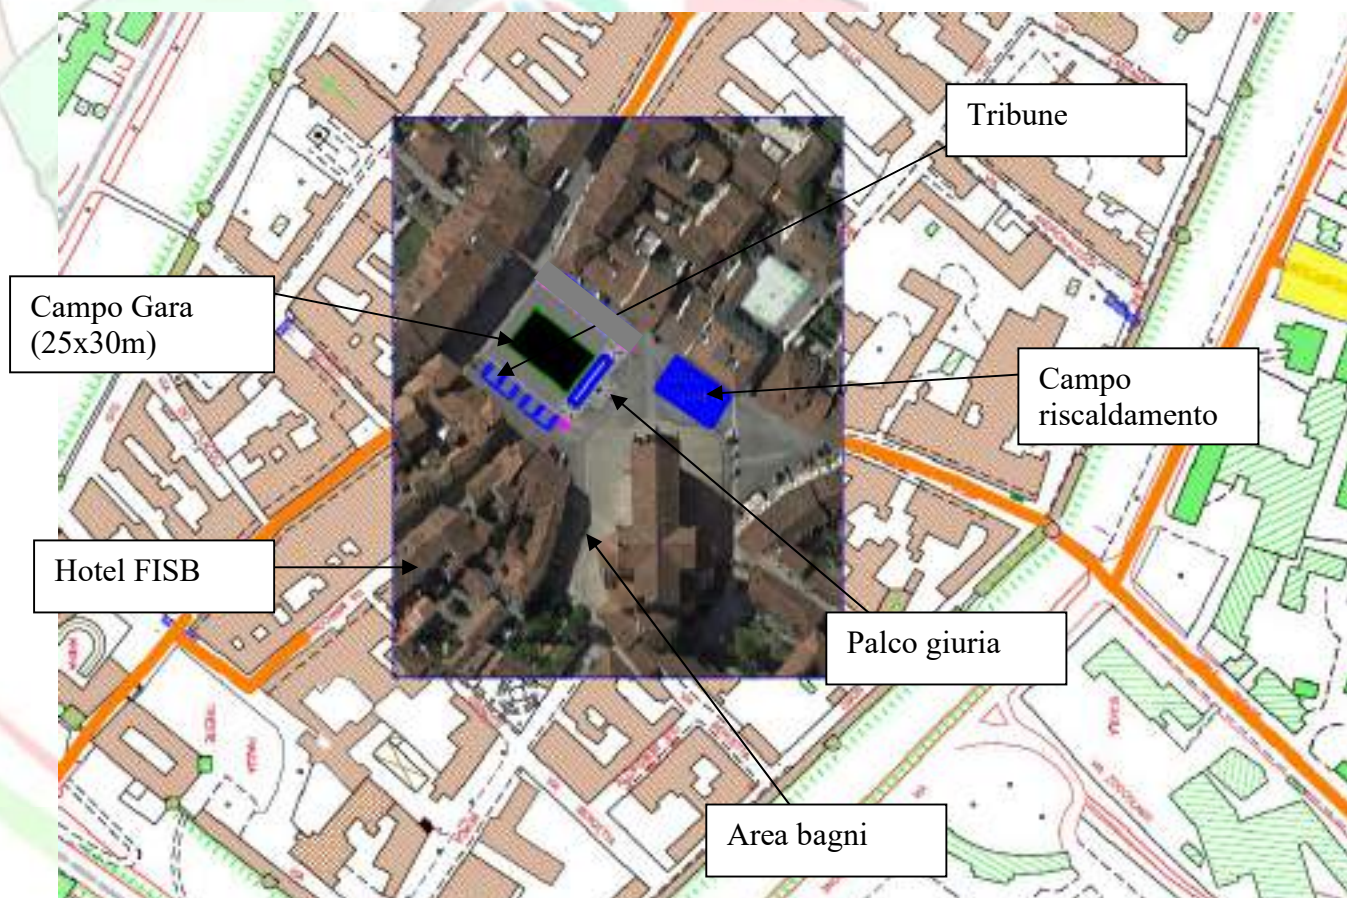 Tribune
Campo Gara
(25x30m)
Campo
riscaldamento
Hotel FISB
Palco giuria
Area bagni